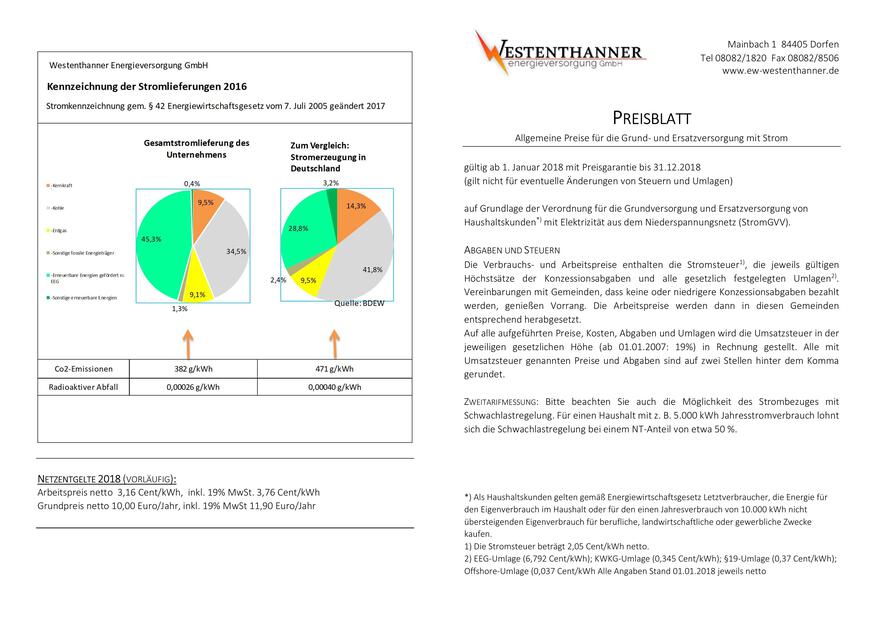 Westenthanner Energieversorgung GmbH
Kennzeichnung der Stromlieferungen 2016
Stromkennzeichnung gem. § 42 Energiewirtschaftsgesetz vom 7. Juli 2005 geändert 2017
Gesamtstromlieferung des
Unternehmens
Zum Vergleich:
Stromerzeugung in
Deutschland
-Kernkraft
-Kohle
-Erdgas
-Sonstige fossile Energieträger
-Erneuerbare Energien gefördert n.
EEG
-Sonstige erneuerbare Energien
0,4%
9,5%
34,5%
9,1%
1,3%
45,3%
3,2%
14,3%
41,8%
9,5%
2,4%
28,8%
Quelle: BDEW
Co2-Emissionen 382 g/kWh 471 g/kWh
Radioaktiver Abfall 0,00026 g/kWh 0,00040 g/kWh
NETZENTGELTE 2018 (VORLÄUFIG):
Arbeitspreis netto 3,16 Cent/kWh, inkl. 19% MwSt. 3,76 Cent/kWh
Grundpreis netto 10,00 Euro/Jahr, inkl. 19% MwSt 11,90 Euro/Jahr
WESTENTHANNER
energieversorgung GmbH
Mainbach 1 84405 Dorfen
Tel 08082/1820 Fax 08082/8506
www.ew-westenthanner.de
PREISBLATT
Allgemeine Preise für die Grund- und Ersatzversorgung mit Strom
gültig ab 1. Januar 2018 mit Preisgarantie bis 31.12.2018
(gilt nicht für eventuelle Änderungen von Steuern und Umlagen)
auf Grundlage der Verordnung für die Grundversorgung und Ersatzversorgung von
Haushaltskunden*) mit Elektrizität aus dem Niederspannungsnetz (StromGVV).
ABGABEN UND STEUERN
Die Verbrauchs- und Arbeitspreise enthalten die Stromsteuer1), die jeweils gültigen
Höchstsätze der Konzessionsabgaben und alle gesetzlich festgelegten Umlagen2).
Vereinbarungen mit Gemeinden, dass keine oder niedrigere Konzessionsabgaben bezahlt
werden, genießen Vorrang. Die Arbeitspreise werden dann in diesen Gemeinden
entsprechend herabgesetzt.
Auf alle aufgeführten Preise, Kosten, Abgaben und Umlagen wird die Umsatzsteuer in der
jeweiligen gesetzlichen Höhe (ab 01.01.2007: 19%) in Rechnung gestellt. Alle mit
Umsatzsteuer genannten Preise und Abgaben sind auf zwei Stellen hinter dem Komma
gerundet.
ZWEITARIFMESSUNG: Bitte beachten Sie auch die Möglichkeit des Strombezuges mit
Schwachlastregelung. Für einen Haushalt mit z. B. 5.000 kWh Jahresstromverbrauch lohnt
sich die Schwachlastregelung bei einem NT-Anteil von etwa 50 %.
*) Als Haushaltskunden gelten gemäß Energiewirtschaftsgesetz Letztverbraucher, die Energie für
den Eigenverbrauch im Haushalt oder für den einen Jahresverbrauch von 10.000 kWh nicht
übersteigenden Eigenverbrauch für berufliche, landwirtschaftliche oder gewerbliche Zwecke
kaufen.
1) Die Stromsteuer beträgt 2,05 Cent/kWh netto.
2) EEG-Umlage (6,792 Cent/kWh); KWKG-Umlage (0,345 Cent/kWh); §19-Umlage (0,37 Cent/kWh);
Offshore-Umlage (0,037 Cent/kWh Alle Angaben Stand 01.01.2018 jeweils netto